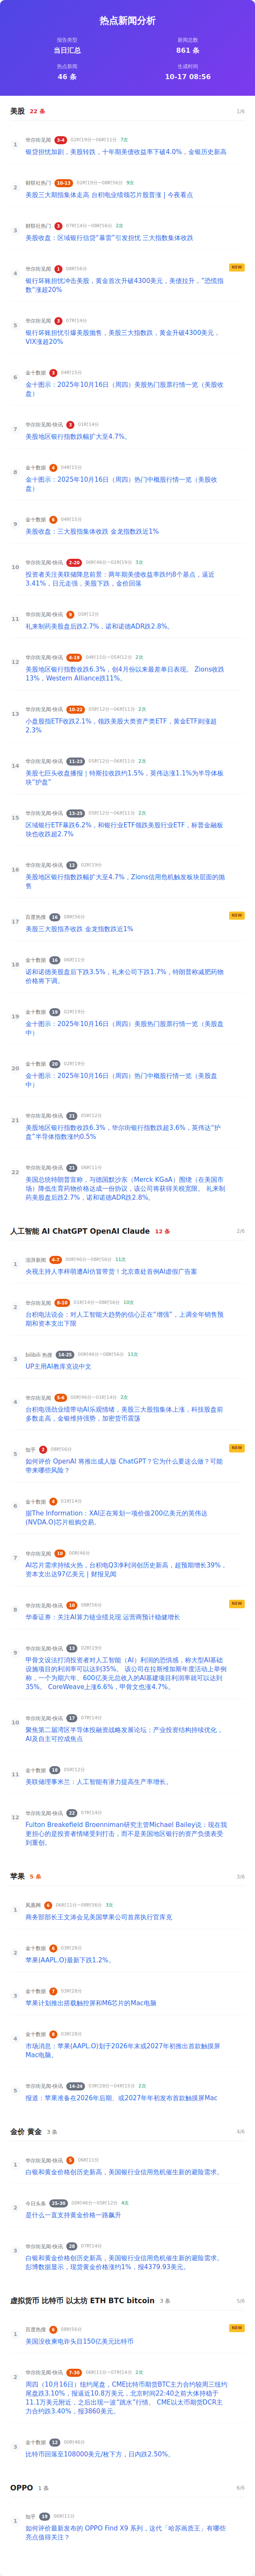 热点新闻分析
报告类型
新闻总数
当日汇总
861 条
热点新闻
生成时间
46 条
10-17 08:56
美股 22 条
1/6
1
华尔街见闻 3-4 02时19分~06时11分 7次
银贷担忧加剧，美股转跌，十年期美债收益率下破4.0%，金银历史新高
2
财联社热门 10-13 02时19分~08时56分 9次
美股三大期指集体走高 台积电业绩领跌芯片股普涨 | 今夜看点
3
财联社热门 3 07时14分~08时56分 2次
美股收盘：区域银行信贷“暴雷”引发担忧 三大指数集体收跌
4
华尔街见闻 1 08时56分
NEW
银行坏账担忧冲击美股，黄金首次升破4300美元，美债拉升，“恐慌指
数”涨超20%
5
华尔街见闻 3 07时14分
银行坏账担忧引爆美股抛售，美股三大指数跌，黄金升破4300美元，
VIX涨超20%
6
金十数据 3 04时15分
金十图示：2025年10月16日（周四）美股热门股票行情一览（美股收
盘）
7
华尔街见闻-快讯 3 01时14分
美股地区银行指数跌幅扩大至4.7%。
8
金十数据 4 04时15分
金十图示：2025年10月16日（周四）热门中概股行情一览（美股收
盘）
9
金十数据 6 04时15分
美股收盘：三大指数集体收跌 金龙指数跌近1%
10
华尔街见闻-快讯 2-20 00时46分~02时19分 3次
投资者关注美联储降息前景：两年期美债收益率跌约8个基点，逼近
3.41%，日元走强，美股下跌，金价回落
11
华尔街见闻-快讯 9 05时12分
礼来制药美股盘后跌2.7%，诺和诺德ADR跌2.8%。
12
华尔街见闻-快讯 4-19 04时15分~05时12分 2次
美股地区银行指数收跌6.3%，创4月份以来最差单日表现。 Zions收跌
13%，Western Alliance跌11%。
13
华尔街见闻-快讯 10-22 05时12分~06时11分 2次
小盘股指ETF收跌2.1%，领跌美股大类资产类ETF，黄金ETF则涨超
2.3%
14
华尔街见闻-快讯 11-23 05时12分~06时11分 2次
美股七巨头收盘播报 | 特斯拉收跌约1.5%，英伟达涨1.1%为半导体板
块“护盘”
15
华尔街见闻-快讯 13-25 05时12分~06时11分 2次
区域银行ETF暴跌6.2%，和银行业ETF领跌美股行业ETF，标普金融板
块也收跌超2.7%
16
华尔街见闻-快讯 12 02时19分
美股地区银行指数跌幅扩大至4.7%，Zions信用危机触发板块层面的抛
售
17
百度热搜 16 08时56分
NEW
美股三大股指齐收跌 金龙指数跌近1%
18
金十数据 16 06时11分
诺和诺德美股盘后下跌3.5%，礼来公司下跌1.7%，特朗普称减肥药物
价格将下调。
19
金十数据 19 02时19分
金十图示：2025年10月16日（周四）美股热门股票行情一览（美股盘
中）
20
金十数据 20 02时19分
金十图示：2025年10月16日（周四）热门中概股行情一览（美股盘
中）
21
华尔街见闻-快讯 21 05时12分
美股地区银行指数收跌6.3%，华尔街银行指数跌超3.6%，英伟达“护
盘”半导体指数涨约0.5%
22
华尔街见闻-快讯 21 06时11分
美国总统特朗普宣称，与德国默沙东（Merck KGaA）围绕（在美国市
场）降低生育药物价格达成一份协议，该公司将获得关税宽限。 礼来制
药美股盘后跌2.7%，诺和诺德ADR跌2.8%。
人工智能 AI ChatGPT OpenAI Claude 12 条
2/6
1
澎湃新闻 4-7 00时46分~08时56分 11次
央视主持人李梓萌遭AI仿冒带货！北京查处首例AI虚假广告案
2
华尔街见闻 8-10 01时14分~08时56分 10次
台积电法说会：对人工智能大趋势的信心正在“增强”，上调全年销售预
期和资本支出下限
3
bilibili 热搜 14-25 00时46分~08时56分 11次
UP主用AI教库克说中文
4
华尔街见闻 5-6 00时46分~01时14分 2次
台积电强劲业绩带动AI乐观情绪，美股三大股指集体上涨，科技股盘前
多数走高，金银维持强势，加密货币震荡
5
知乎 2 08时56分
NEW
如何评价 OpenAI 将推出成人版 ChatGPT？它为什么要这么做？可能
带来哪些风险？
6
金十数据 4 01时14分
据The Information：XAI正在筹划一项价值200亿美元的英伟达
(NVDA.O)芯片租购交易。
7
华尔街见闻 10 00时46分
AI芯片需求持续火热，台积电Q3净利润创历史新高，超预期增长39%，
资本支出达97亿美元 | 财报见闻
8
华尔街见闻-快讯 10 08时56分
NEW
华泰证券：关注AI算力链业绩兑现 运营商预计稳健增长
9
华尔街见闻-快讯 13 02时19分
甲骨文设法打消投资者对人工智能（AI）利润的恐惧感，称大型AI基础
设施项目的利润率可以达到35%。 该公司在拉斯维加斯年度活动上举例
称，一个为期六年、600亿美元总收入的AI基建项目利润率就可以达到
35%。 CoreWeave上涨6.6%，甲骨文也涨4.7%。
10
华尔街见闻-快讯 17 07时14分
聚焦第二届湾区半导体投融资战略发展论坛：产业投资结构持续优化，
AI及自主可控成焦点
11
金十数据 18 05时12分
美联储理事米兰：人工智能有潜力提高生产率增长。
12
华尔街见闻-快讯 22 07时14分
Fulton Breakefield Broenniman研究主管Michael Bailey说：现在我
更担心的是投资者情绪受到打击，而不是美国地区银行的资产负债表受
到重创。
苹果 5 条
3/6
1
凤凰网 6 06时11分~08时56分 3次
商务部部长王文涛会见美国苹果公司首席执行官库克
2
金十数据 6 03时28分
苹果(AAPL.O)最新下跌1.2%。
3
金十数据 7 03时28分
苹果计划推出搭载触控屏和M6芯片的Mac电脑
4
金十数据 8 03时28分
市场消息：苹果(AAPL.O)划于2026年末或2027年初推出首款触摸屏
Mac电脑。
5
华尔街见闻-快讯 14-24 03时28分~04时15分 2次
报道：苹果准备在2026年后期、或2027年年初发布首款触摸屏Mac
金价 黄金 3 条
4/6
1
华尔街见闻-快讯 5 06时11分
白银和黄金价格创历史新高，美国银行业信用危机催生新的避险需求。
2
今日头条 25-30 00时46分~05时12分 4次
是什么一直支持黄金价格一路飙升
3
华尔街见闻-快讯 28 07时14分
白银和黄金价格创历史新高，美国银行业信用危机催生新的避险需求。
彭博数据显示，现货黄金价格涨约1%，报4379.93美元。
虚拟货币 比特币 以太坊 ETH BTC bitcoin 3 条
5/6
1
百度热搜 6 08时56分
NEW
美国没收柬电诈头目150亿美元比特币
2
华尔街见闻-快讯 7-30 06时11分~07时14分 2次
周四（10月16日）纽约尾盘，CME比特币期货BTC主力合约较周三纽约
尾盘跌3.10%，报逼近10.8万美元，北京时间22:40之前大体持稳于
11.1万美元附近，之后出现一波“跳水”行情。 CME以太币期货DCR主
力合约跌3.40%，报3860美元。
3
金十数据 12 00时46分
比特币回落至108000美元/枚下方，日内跌2.50%。
OPPO 1 条
6/6
1
知乎 19 06时11分
如何评价最新发布的 OPPO Find X9 系列，这代「哈苏画质王」有哪些
亮点值得关注？